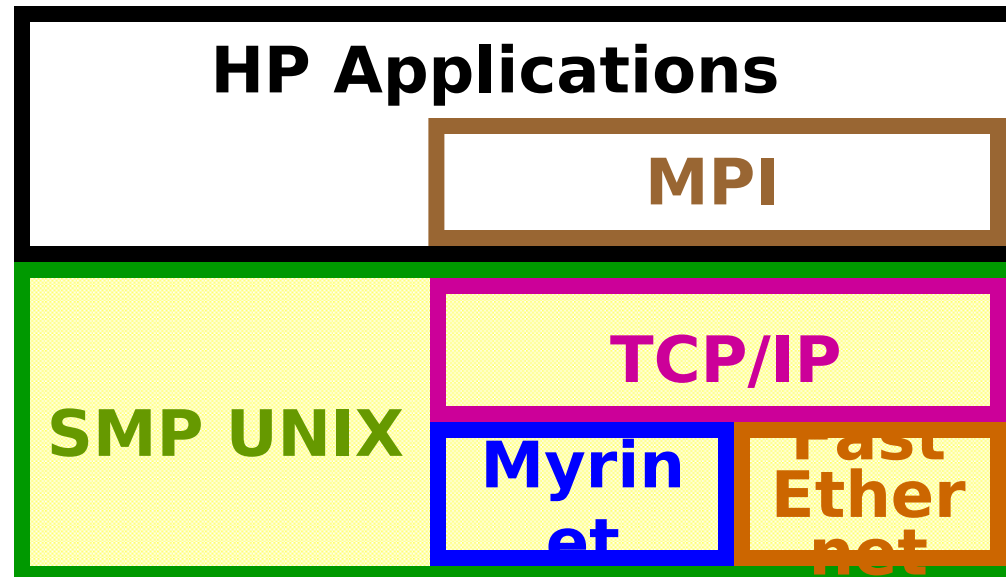 HP Applications
MPI
TCP/IP
SMP UNIX
Myrin
et
Fast
Ether
net